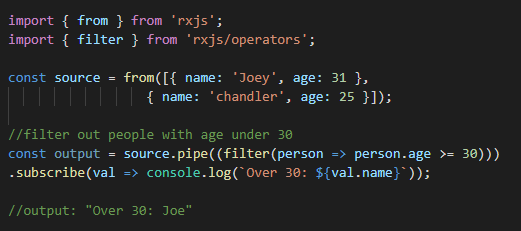 import { from } from 'rxjs';
import { filter } from 'rxjs/operators';
const source = from([{ name: 'Joey', age: 31 },
{ name: 'chandler', age: 25 }]);
//filter out people with age under 30
const output = source.pipe((filter(person => person.age >= 30)))
.subscribe(val => console.log(`Over 30: ${val.name}`));
//output: "Over 30: Joe"